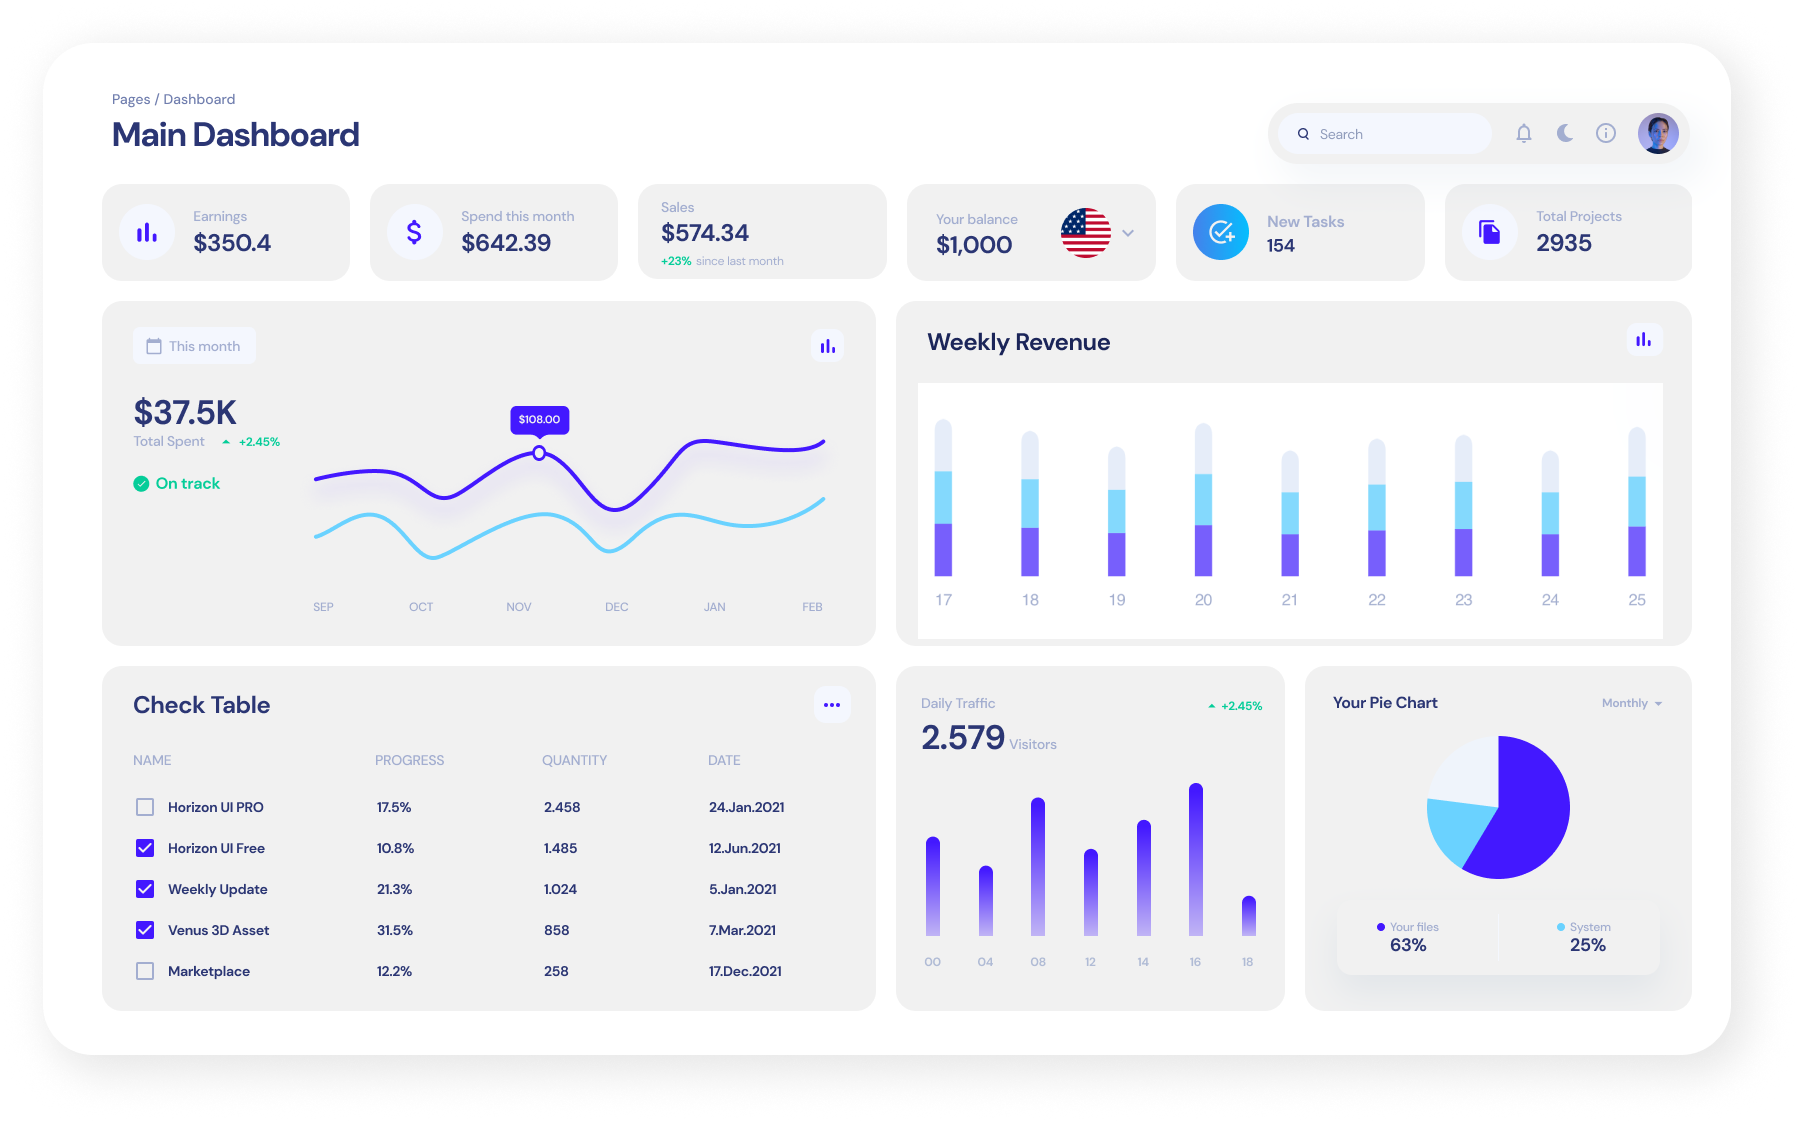 Pages / Dashboard
Main Dashboard
Search
Earnings
$350.4
Spend this month
$642.39
Sales
$574.34
+23% since last month
Your balance
$1,000
New Tasks
154
Total Projects
2935
This month
$37.5K
Total Spent +2.45%
On track
$108.00
SEP OCT NOV DEC JAN FEB
Weekly Revenue
17 18 19 20 21 22 23 24 25
Check Table
NAME PROGRESS QUANTITY DATE
Horizon UI PRO 17.5% 2.458 24.Jan.2021
Horizon UI Free 10.8% 1.485 12.Jun.2021
Weekly Update 21.3% 1.024 5.Jan.2021
Venus 3D Asset 31.5% 858 7.Mar.2021
Marketplace 12.2% 258 17.Dec.2021
Daily Traffic
+2.45%
2.579 Visitors
00 04 08 12 14 16 18
Your Pie Chart
Monthly
Your files
63%
System
25%